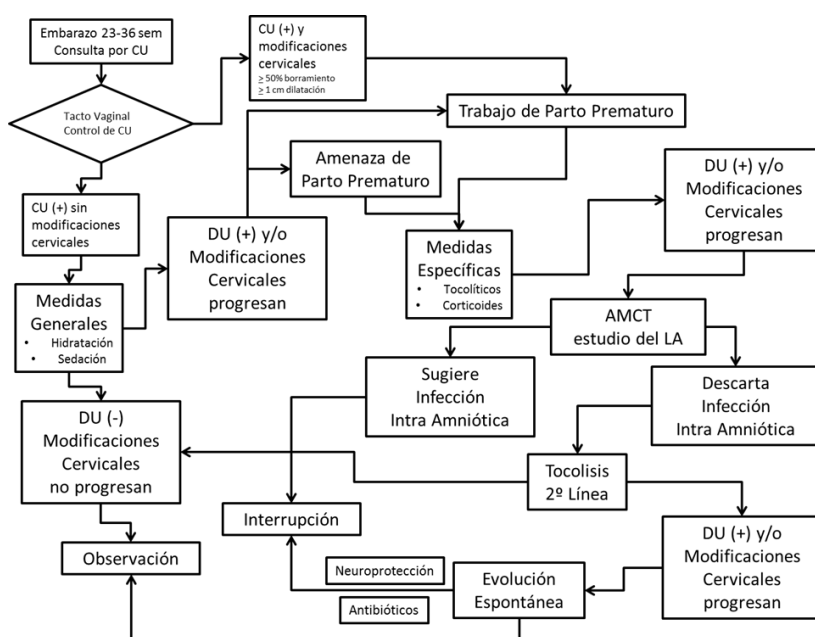 Embarazo 23-36 sem
Consulta por CU
CU (+) y
modificaciones
cervicales
≥ 50% borramiento
≥ 1 cm dilatación
Tacto Vaginal
Control de CU
Trabajo de Parto Prematuro
Amenaza de
Parto Prematuro
CU (+) sin
modificaciones
cervicales
DU (+) y/o
Modificaciones
Cervicales
progresan
DU (+) y/o
Modificaciones
Cervicales
progresan
Medidas
Específicas
• Tocolíticos
• Corticoides
Medidas
Generales
• Hidratación
• Sedación
AMCT
estudio del LA
Sugiere
Infección
Intra Amniótica
Descarta
Infección
Intra Amniótica
DU (-)
Modificaciones
Cervicales
no progresan
Tocolisis
2º Línea
Interrupción
DU (+) y/o
Modificaciones
Cervicales
progresan
Observación
Neuroprotección
Antibióticos
Evolución
Espontánea